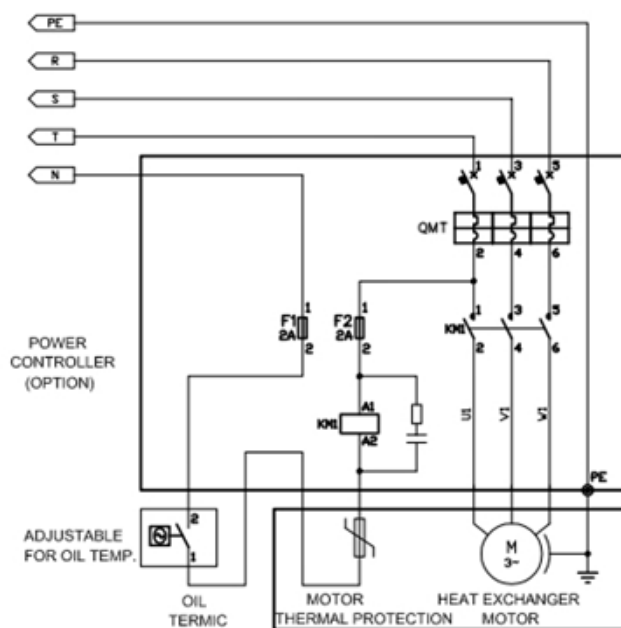 PE
R
S
T
N
1 3 5
QMT
2 4 6
1 1
F1 F2
2A 2A
2 2
1 3 5
KM1
2 4 6
POWER
CONTROLLER
(OPTION)
A1
KM1
A2
U1 V1 W1
PE
2
1
ADJUSTABLE
FOR OIL TEMP.
M
3~
OIL
TERMIC
MOTOR
THERMAL PROTECTION
HEAT EXCHANGER
MOTOR